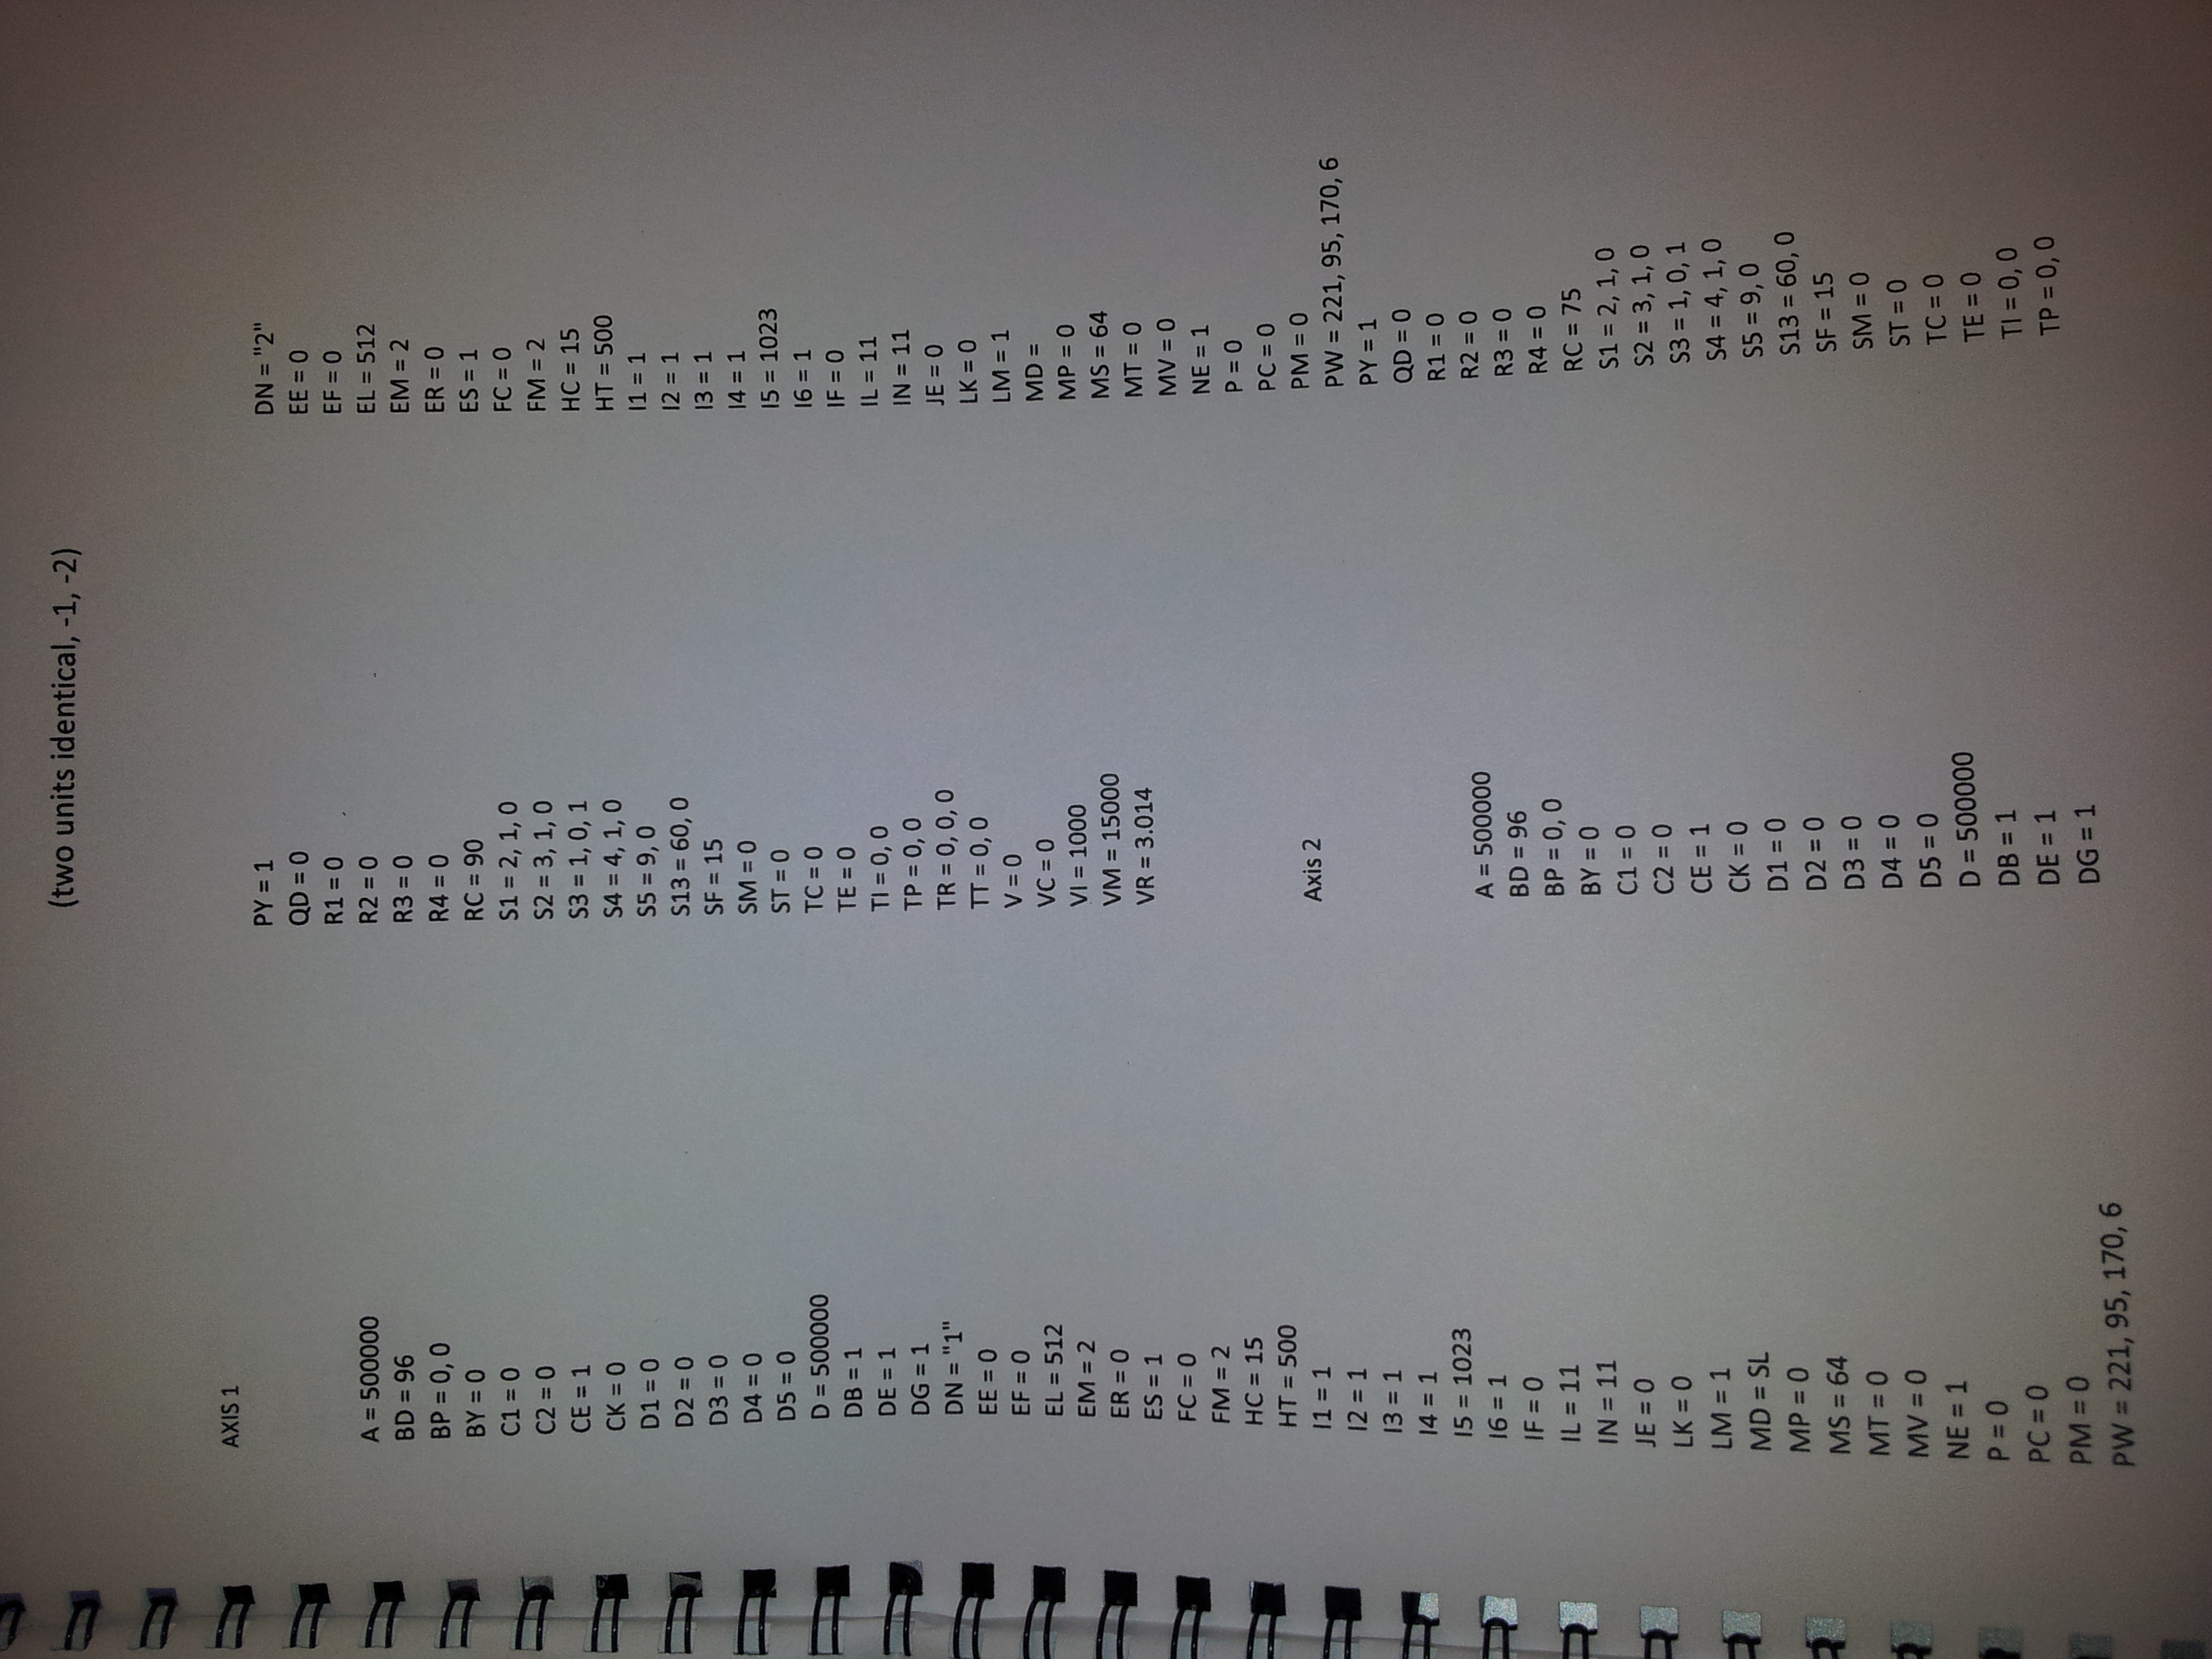 (two units identical, -1, -2)
AXIS 1
A = 500000
BD = 96
BP = 0, 0
BY = 0
C1 = 0
C2 = 0
CE = 1
CK = 0
D1 = 0
D2 = 0
D3 = 0
D4 = 0
D5 = 0
D = 500000
DB = 1
DE = 1
DG = 1
DN = "1"
EE = 0
EF = 0
EL = 512
EM = 2
ER = 0
ES = 1
FC = 0
FM = 2
HC = 15
HT = 500
I1 = 1
I2 = 1
I3 = 1
I4 = 1
I5 = 1023
I6 = 1
IF = 0
IL = 11
IN = 11
JE = 0
LK = 0
LM = 1
MD = SL
MP = 0
MS = 64
MT = 0
MV = 0
NE = 1
P = 0
PC = 0
PM = 0
PW = 221, 95, 170, 6
PY = 1
QD = 0
R1 = 0
R2 = 0
R3 = 0
R4 = 0
RC = 90
S1 = 2, 1, 0
S2 = 3, 1, 0
S3 = 1, 0, 1
S4 = 4, 1, 0
S5 = 9, 0
S13 = 60, 0
SF = 15
SM = 0
ST = 0
TC = 0
TE = 0
TI = 0, 0
TP = 0, 0
TR = 0, 0, 0
TT = 0, 0
V = 0
VC = 0
VI = 1000
VM = 15000
VR = 3.014
Axis 2
A = 500000
BD = 96
BP = 0, 0
BY = 0
C1 = 0
C2 = 0
CE = 1
CK = 0
D1 = 0
D2 = 0
D3 = 0
D4 = 0
D5 = 0
D = 500000
DB = 1
DE = 1
DG = 1
DN = "2"
EE = 0
EF = 0
EL = 512
EM = 2
ER = 0
ES = 1
FC = 0
FM = 2
HC = 15
HT = 500
I1 = 1
I2 = 1
I3 = 1
I4 = 1
I5 = 1023
I6 = 1
IF = 0
IL = 11
IN = 11
JE = 0
LK = 0
LM = 1
MD =
MP = 0
MS = 64
MT = 0
MV = 0
NE = 1
P = 0
PC = 0
PM = 0
PW = 221, 95, 170, 6
PY = 1
QD = 0
R1 = 0
R2 = 0
R3 = 0
R4 = 0
RC = 75
S1 = 2, 1, 0
S2 = 3, 1, 0
S3 = 1, 0, 1
S4 = 4, 1, 0
S5 = 9, 0
S13 = 60, 0
SF = 15
SM = 0
ST = 0
TC = 0
TE = 0
TI = 0, 0
TP = 0, 0